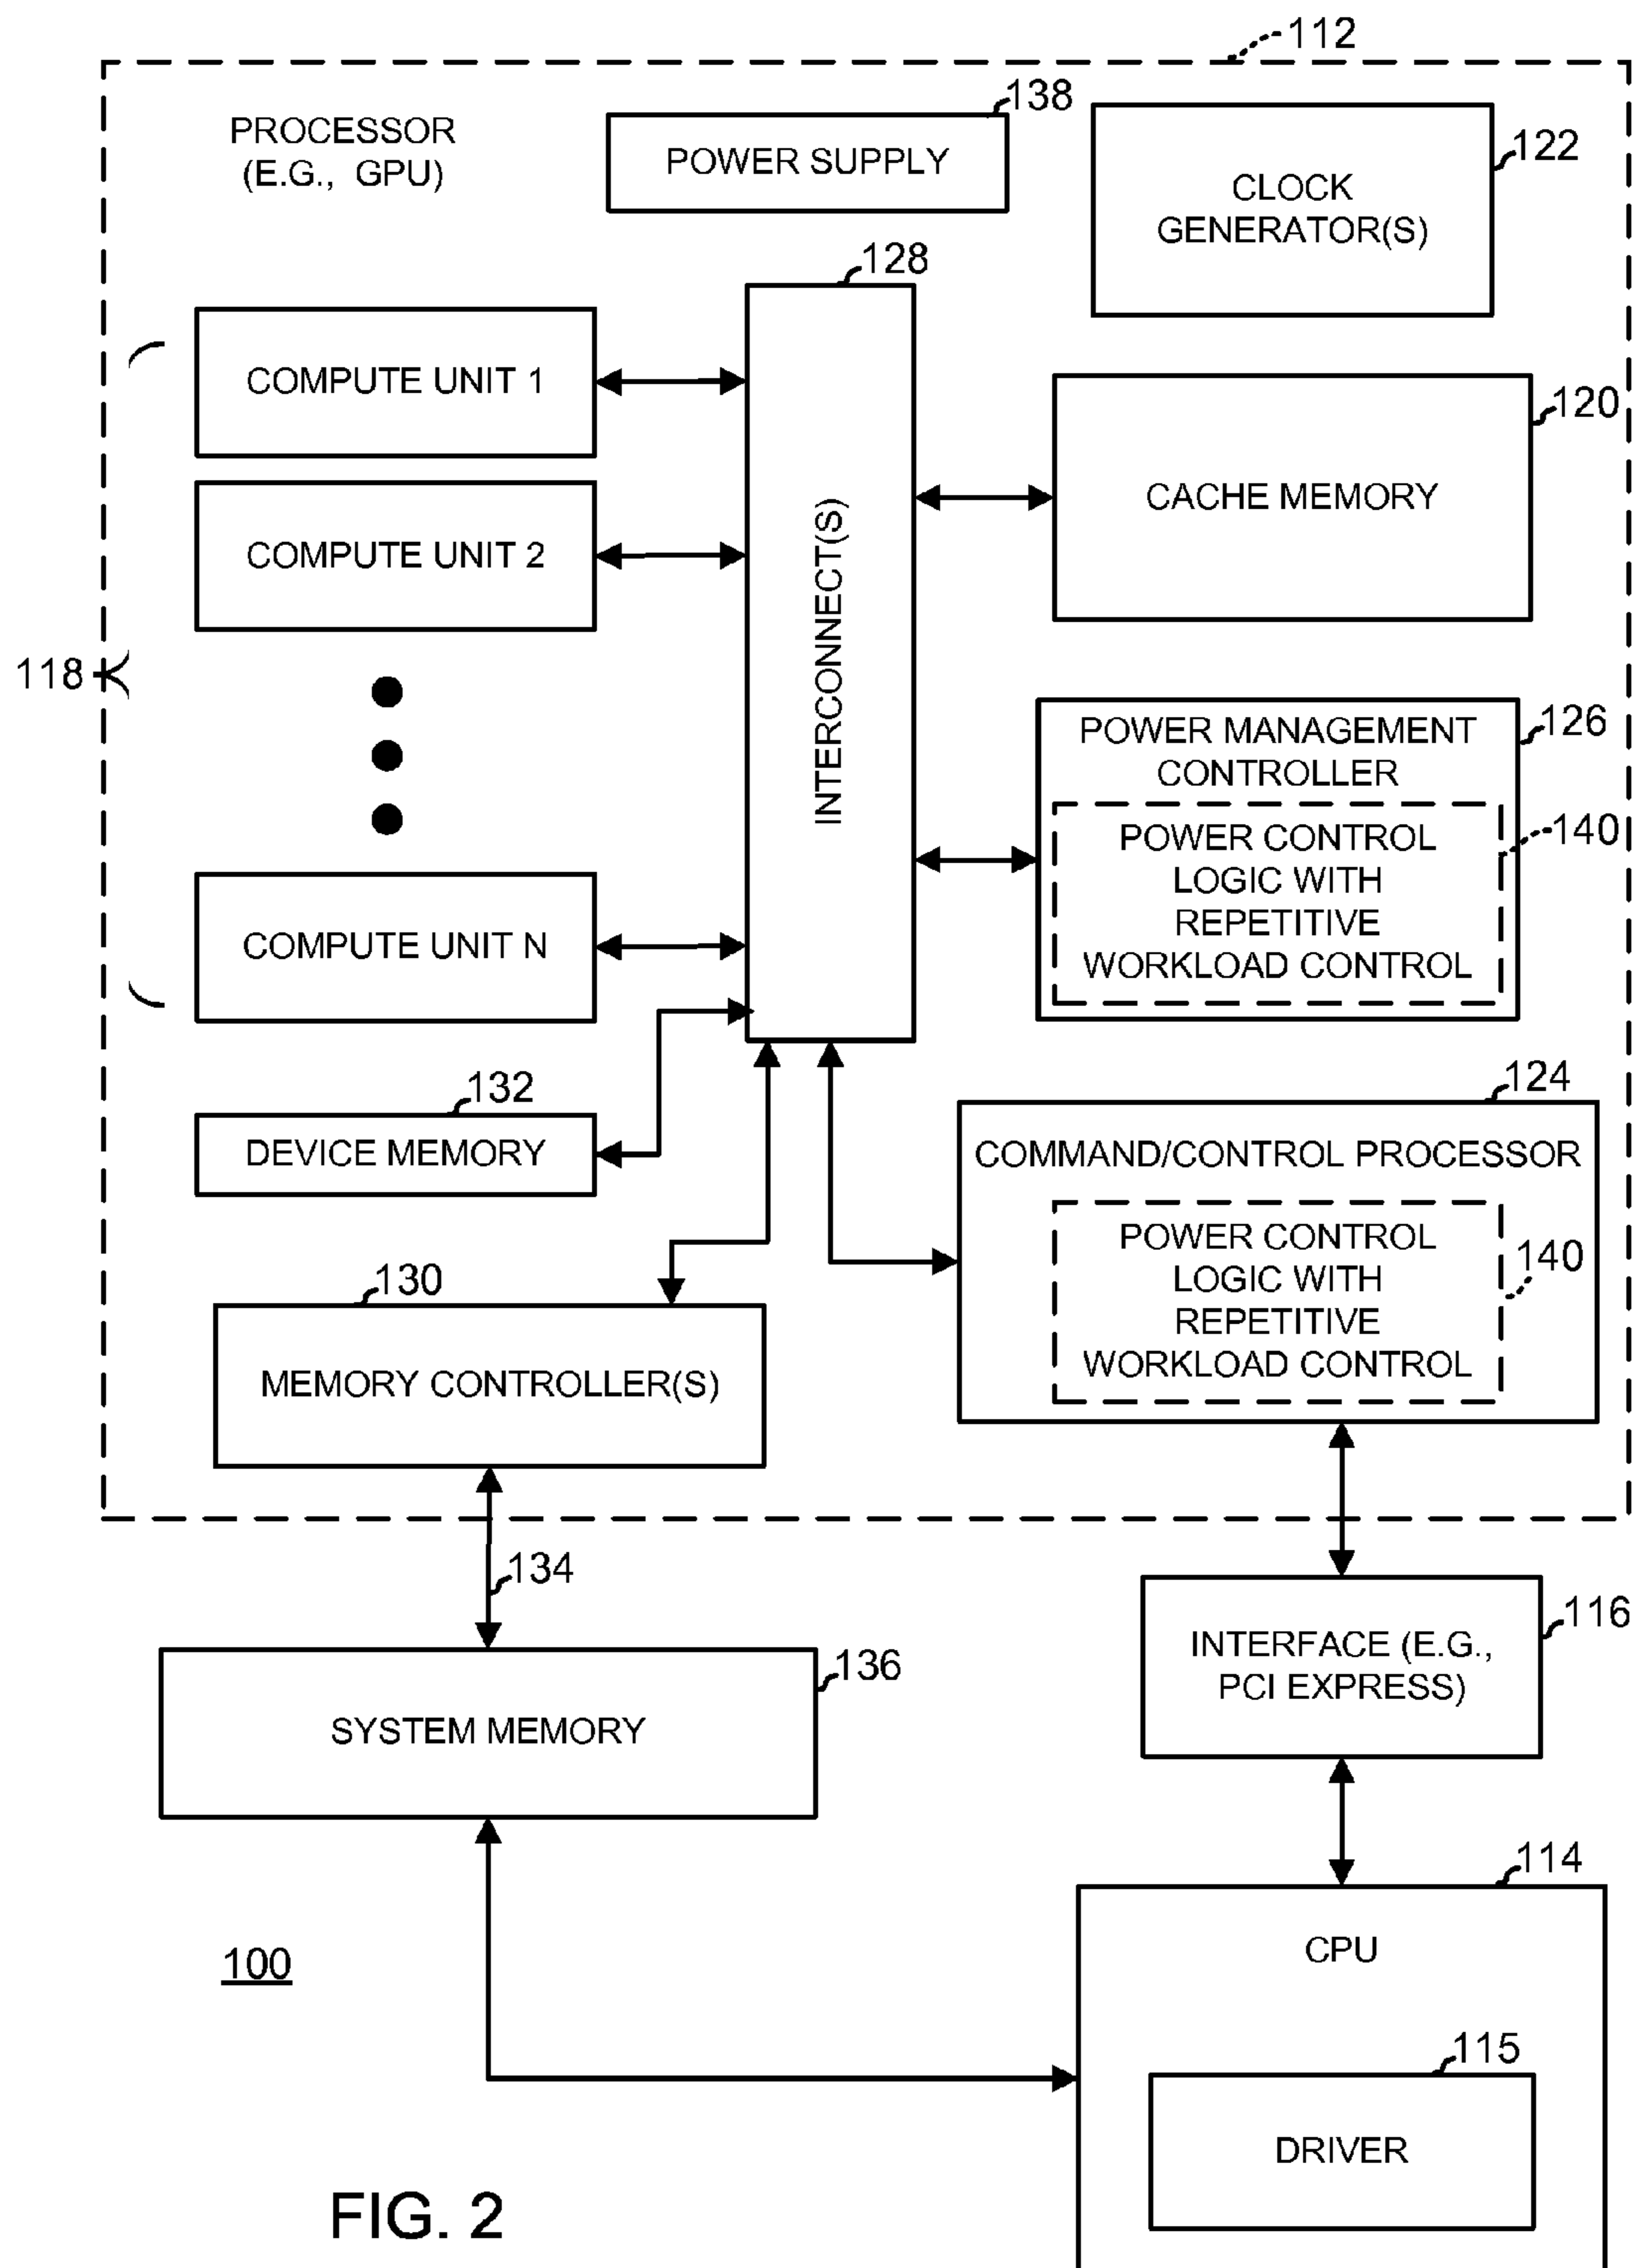 112
PROCESSOR
(E.G., GPU)
138
POWER SUPPLY
122
CLOCK
GENERATOR(S)
128
INTERCONNECT(S)
118
COMPUTE UNIT 1
COMPUTE UNIT 2
COMPUTE UNIT N
120
CACHE MEMORY
126
POWER MANAGEMENT
CONTROLLER
140
POWER CONTROL
LOGIC WITH
REPETITIVE
WORKLOAD CONTROL
132
DEVICE MEMORY
124
COMMAND/CONTROL PROCESSOR
140
POWER CONTROL
LOGIC WITH
REPETITIVE
WORKLOAD CONTROL
130
MEMORY CONTROLLER(S)
134
116
INTERFACE (E.G.,
PCI EXPRESS)
136
SYSTEM MEMORY
114
CPU
100
115
DRIVER
FIG. 2